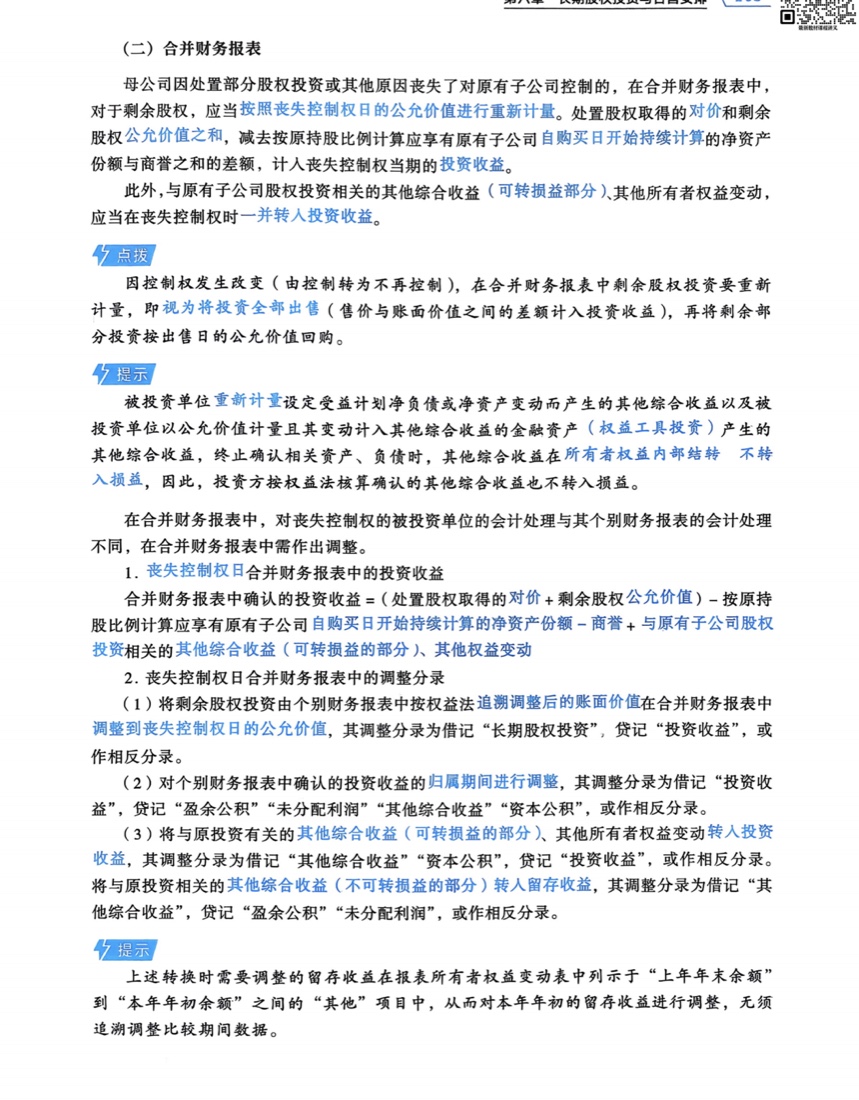 第六章 长期股权投资与合营安排
（二）合并财务报表
母公司因处置部分股权投资或其他原因丧失了对原有子公司控制的，在合并财务报表中，
对于剩余股权，应当按照丧失控制权日的公允价值进行重新计量。处置股权取得的对价和剩余
股权公允价值之和，减去按原持股比例计算应享有原有子公司自购买日开始持续计算的净资产
份额与商誉之和的差额，计入丧失控制权当期的投资收益。
此外，与原有子公司股权投资相关的其他综合收益（可转损益部分）、其他所有者权益变动，
应当在丧失控制权时一并转入投资收益。
点拨
因控制权发生改变（由控制转为不再控制），在合并财务报表中剩余股权投资要重新
计量，即视为将投资全部出售（售价与账面价值之间的差额计入投资收益），再将剩余部
分投资按出售日的公允价值回购。
提示
被投资单位重新计量设定受益计划净负债或净资产变动而产生的其他综合收益以及被
投资单位以公允价值计量且其变动计入其他综合收益的金融资产（权益工具投资）产生的
其他综合收益，终止确认相关资产、负债时，其他综合收益在所有者权益内部结转 不转
入损益，因此，投资方按权益法核算确认的其他综合收益也不转入损益。
在合并财务报表中，对丧失控制权的被投资单位的会计处理与其个别财务报表的会计处理
不同，在合并财务报表中需作出调整。
1. 丧失控制权日合并财务报表中的投资收益
合并财务报表中确认的投资收益＝（处置股权取得的对价＋剩余股权公允价值）－按原持
股比例计算应享有原有子公司自购买日开始持续计算的净资产份额－商誉＋与原有子公司股权
投资相关的其他综合收益（可转损益的部分）、其他权益变动
2. 丧失控制权日合并财务报表中的调整分录
（1）将剩余股权投资由个别财务报表中按权益法追溯调整后的账面价值在合并财务报表中
调整到丧失控制权日的公允价值，其调整分录为借记“长期股权投资”，贷记“投资收益”，或
作相反分录。
（2）对个别财务报表中确认的投资收益的归属期间进行调整，其调整分录为借记“投资收
益”，贷记“盈余公积”“未分配利润”“其他综合收益”“资本公积”，或作相反分录。
（3）将与原投资有关的其他综合收益（可转损益的部分）、其他所有者权益变动转入投资
收益，其调整分录为借记“其他综合收益”“资本公积”，贷记“投资收益”，或作相反分录。
将与原投资相关的其他综合收益（不可转损益的部分）转入留存收益，其调整分录为借记“其
他综合收益”，贷记“盈余公积”“未分配利润”，或作相反分录。
提示
上述转换时需要调整的留存收益在报表所有者权益变动表中列示于“上年年末余额”
到“本年年初余额”之间的“其他”项目中，从而对本年年初的留存收益进行调整，无须
追溯调整比较期间数据。